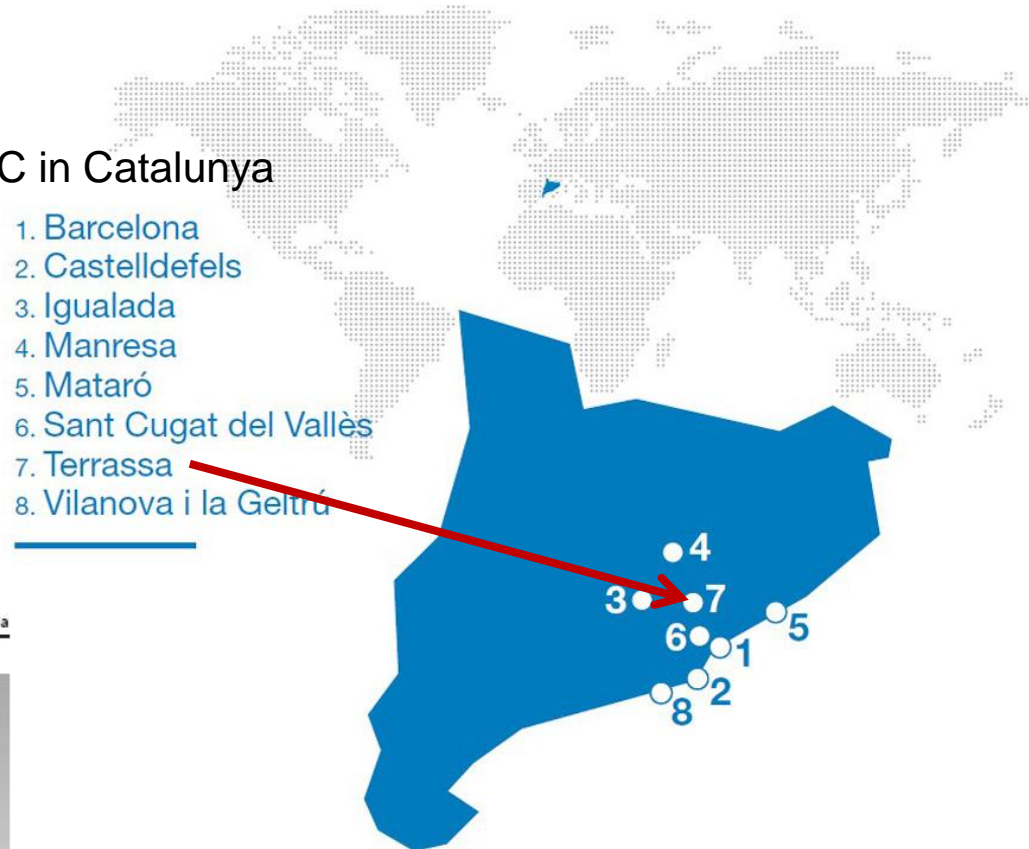 C in Catalunya
1. Barcelona
2. Castelldefels
3. Igualada
4. Manresa
5. Mataró
6. Sant Cugat del Vallès
7. Terrassa
8. Vilanova i la Geltrú
4
3
7
5
6
1
2
8
a